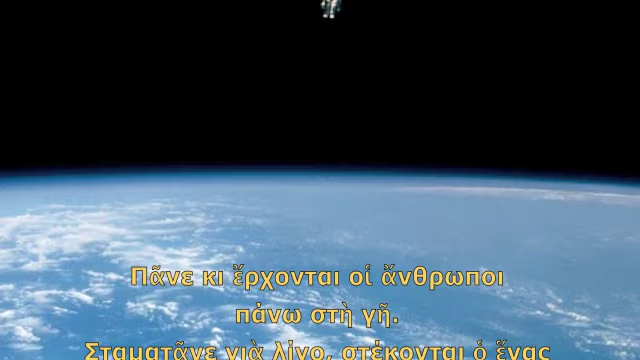 Πᾶνε κι ἔρχονται οἱ ἄνθρωποι
πάνω στὴ γῆ.
Σταματᾶνε γιὰ λίγο, στέκονται ὁ ἕνας